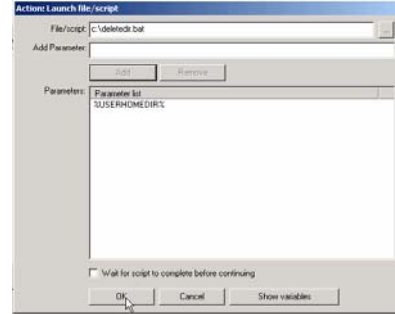 Action: Launch file/script
File/script: c:\deletedir.bat ...
Add Parameter:
Add Remove
Parameters: Parameter list
%USERHOMEDIR%
Wait for script to complete before continuing
OK Cancel Show variables